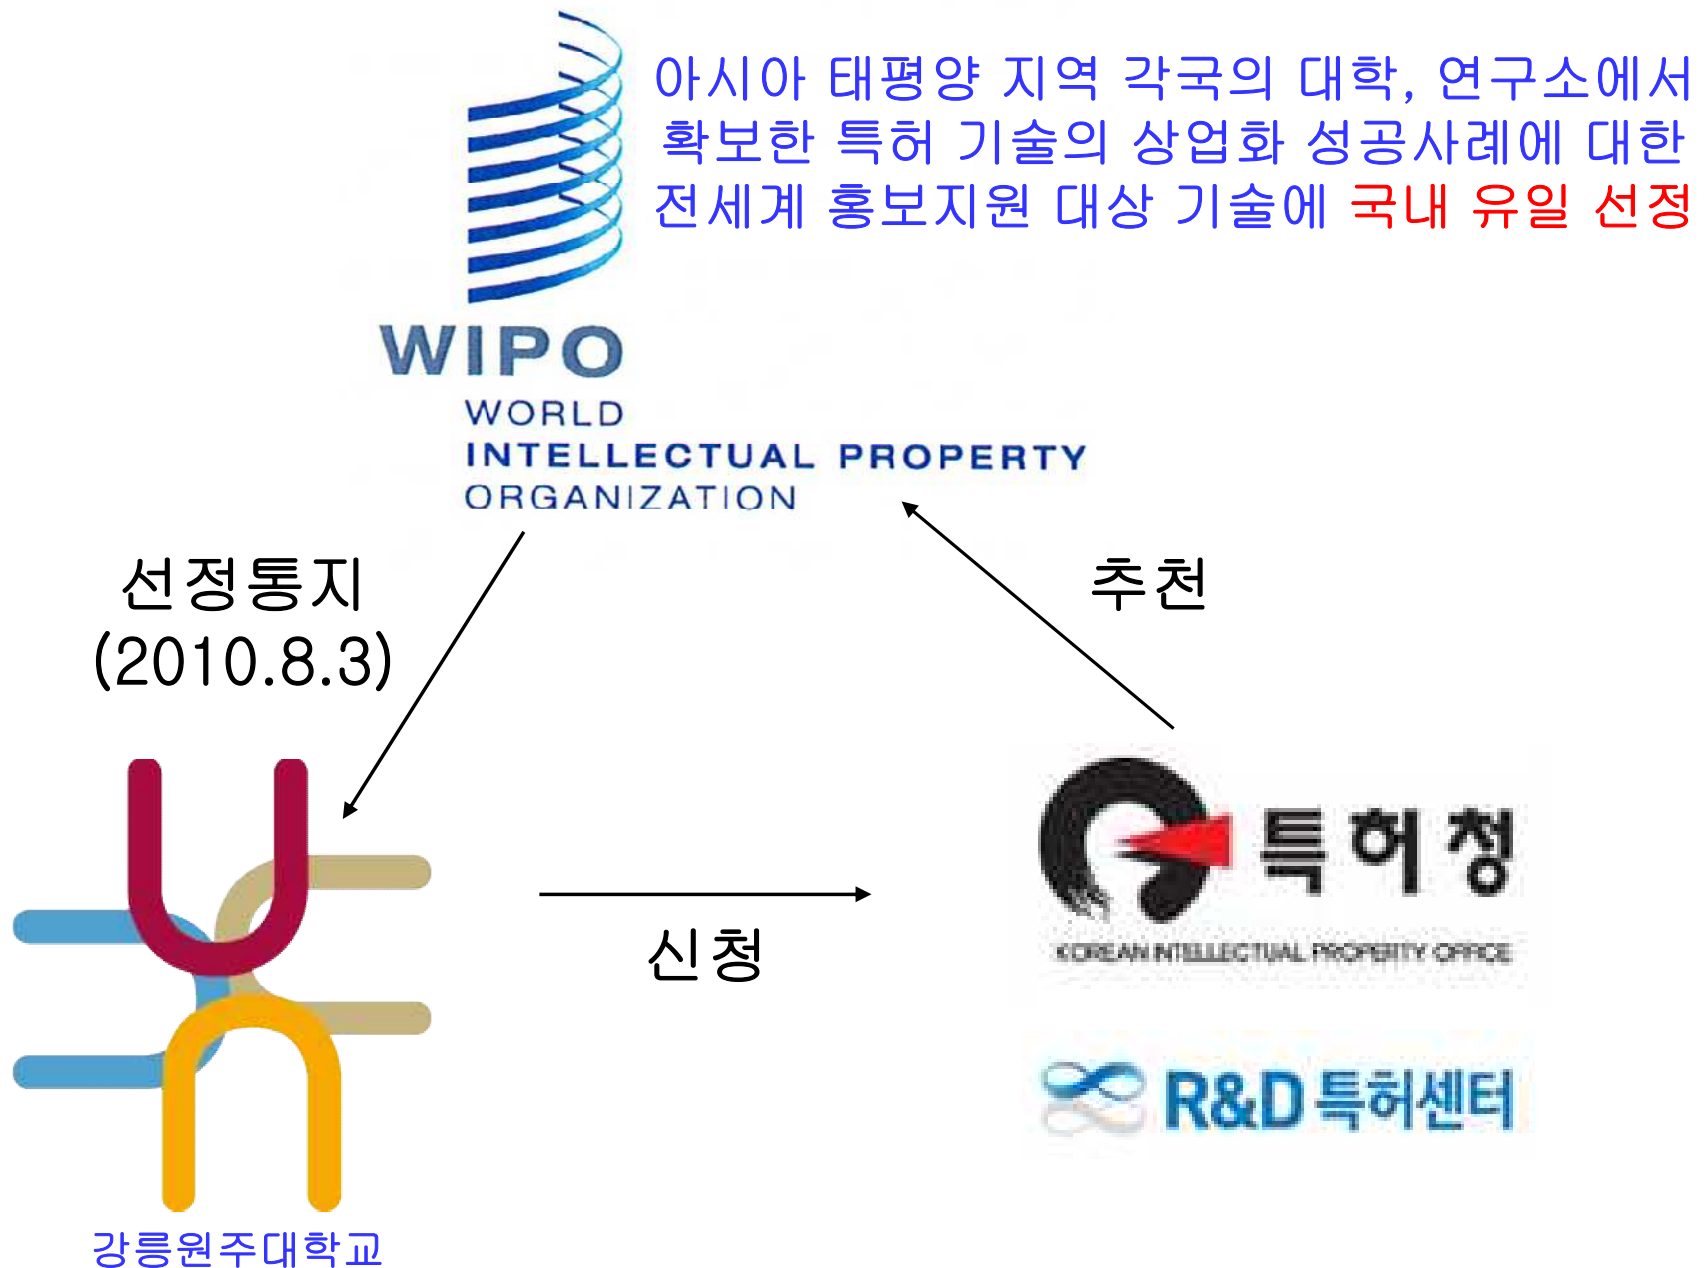 아시아 태평양 지역 각국의 대학, 연구소에서
확보한 특허 기술의 상업화 성공사례에 대한
전세계 홍보지원 대상 기술에 국내 유일 선정
WIPO
WORLD
INTELLECTUAL PROPERTY
ORGANIZATION
선정통지
(2010.8.3)
추천
특허청
KOREAN INTELLECTUAL PROPERTY OFFICE
신청
R&D 특허센터
강릉원주대학교